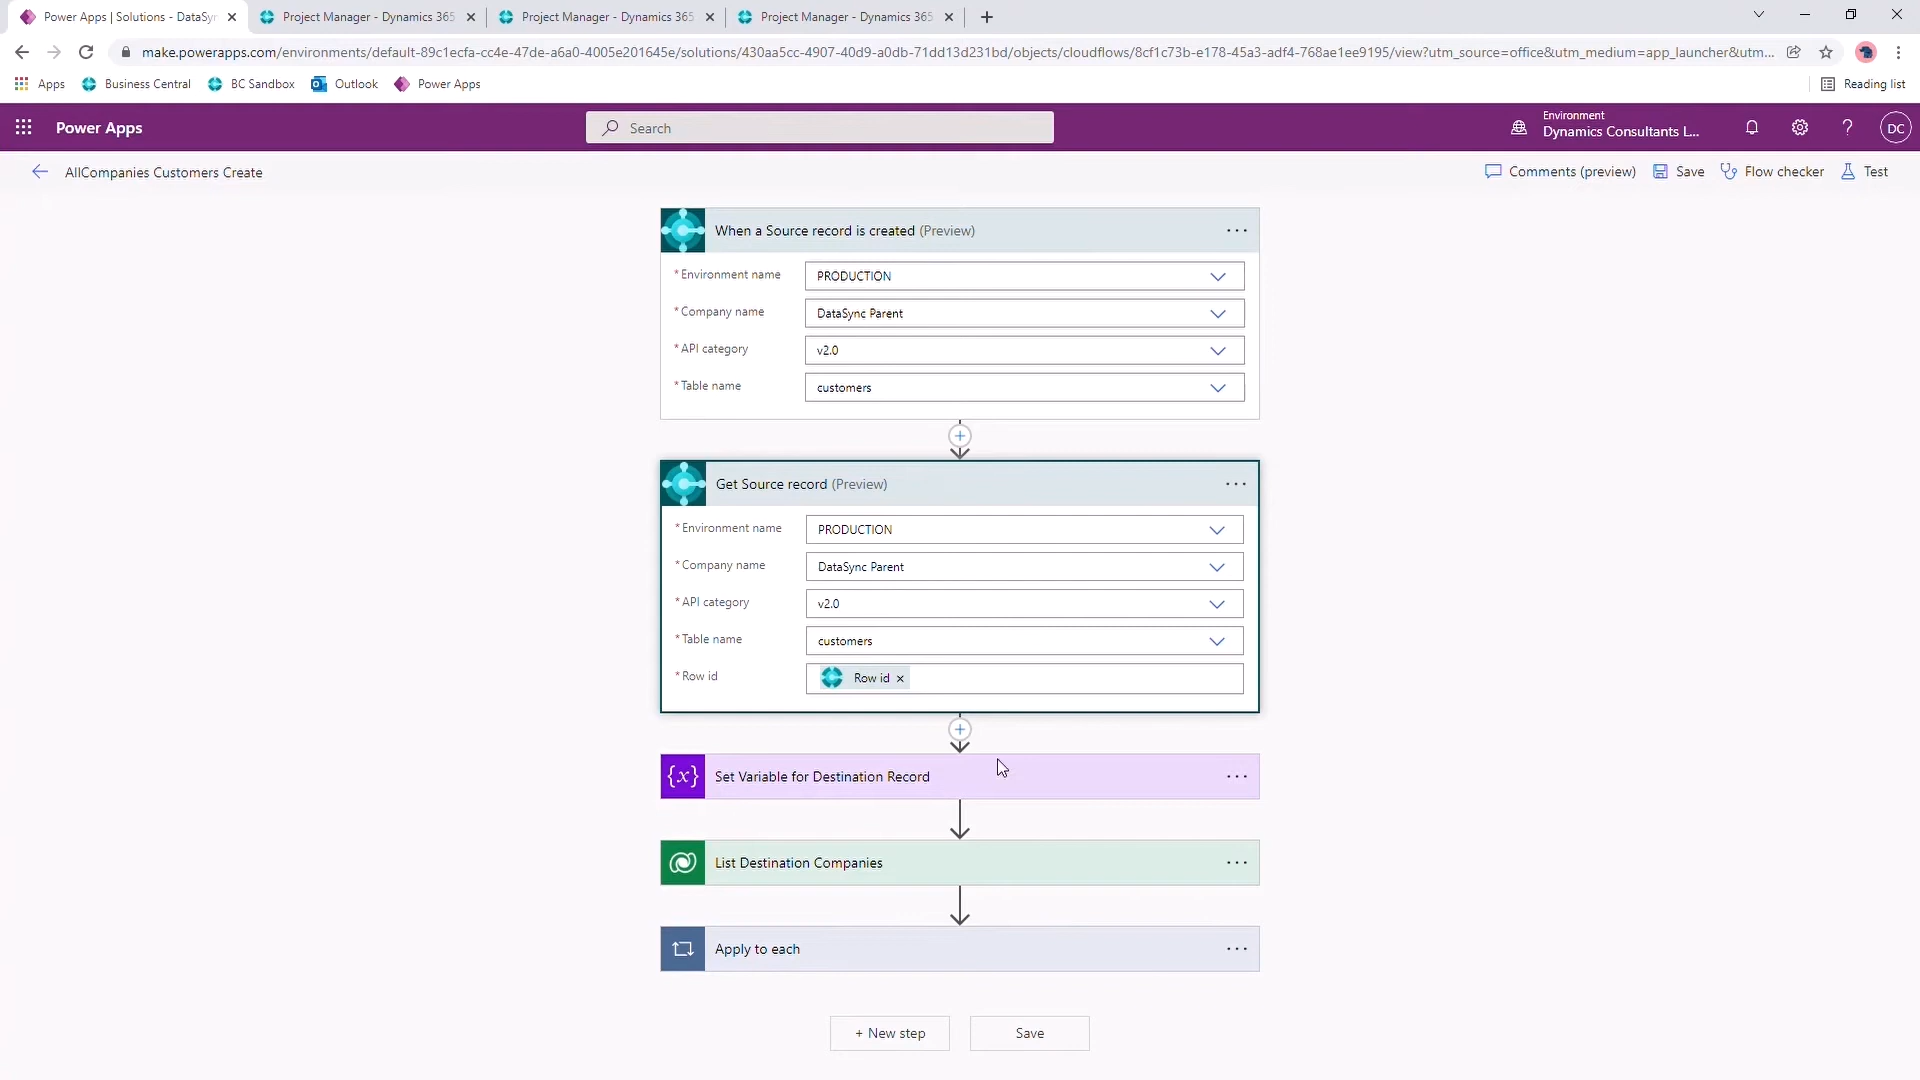 Power Apps | Solutions - DataSyn
Project Manager - Dynamics 365
Project Manager - Dynamics 365
Project Manager - Dynamics 365
make.powerapps.com/environments/default-89c1ecfa-cc4e-47de-a6a0-4005e201645e/solutions/430aa5cc-4907-40d9-a0db-71dd13d231bd/objects/cloudflows/8cf1c73b-e178-45a3-adf4-768ae1ee9195/view?utm_source=office&utm_medium=app_launcher&utm...
Apps
Business Central
BC Sandbox
Outlook
Power Apps
Reading list
Power Apps
Search
Environment
Dynamics Consultants L...
?
DC
AllCompanies Customers Create
Comments (preview)
Save
Flow checker
Test
When a Source record is created (Preview)
* Environment name
PRODUCTION
* Company name
DataSync Parent
* API category
v2.0
* Table name
customers
Get Source record (Preview)
* Environment name
PRODUCTION
* Company name
DataSync Parent
* API category
v2.0
* Table name
customers
* Row id
Row id ×
{x}
Set Variable for Destination Record
List Destination Companies
Apply to each
+ New step
Save